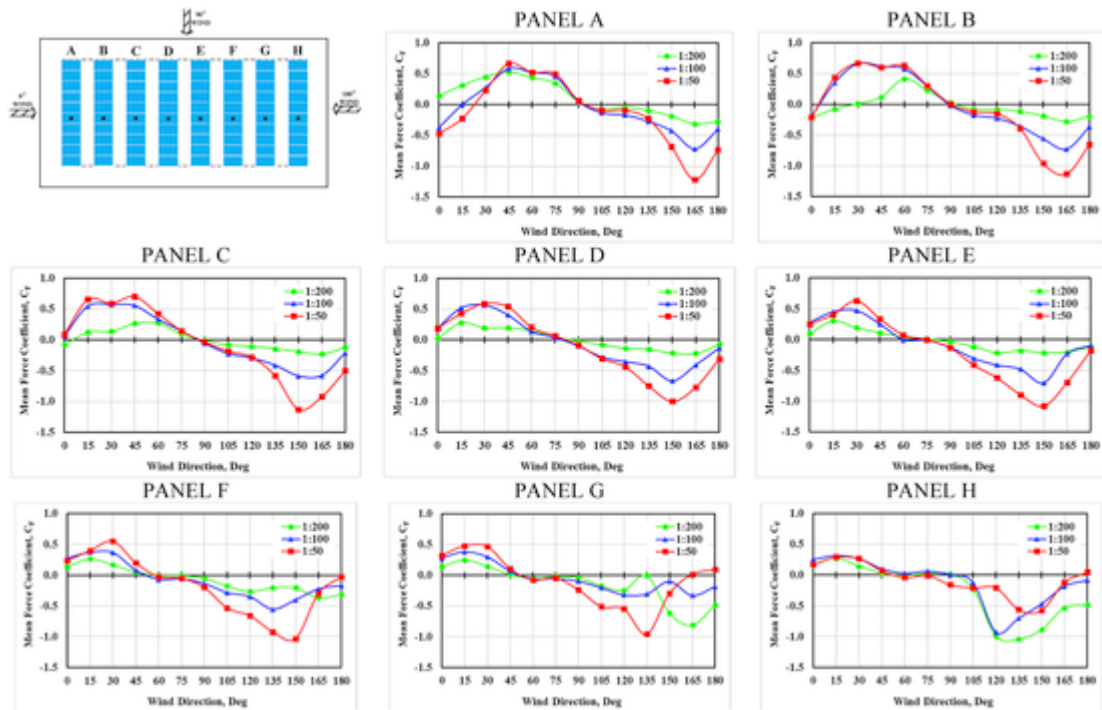 90°
WIND
A B C D E F G H
0°
WIND
180°
WIND
PANEL A
Mean Force Coefficient, CF
1.0
0.5
0.0
-0.5
-1.0
-1.5
1:200
1:100
1:50
0 15 30 45 60 75 90 105 120 135 150 165 180
Wind Direction, Deg
PANEL B
Mean Force Coefficient, CF
1.0
0.5
0.0
-0.5
-1.0
-1.5
1:200
1:100
1:50
0 15 30 45 60 75 90 105 120 135 150 165 180
Wind Direction, Deg
PANEL C
Mean Force Coefficient, CF
1.0
0.5
0.0
-0.5
-1.0
-1.5
1:200
1:100
1:50
0 15 30 45 60 75 90 105 120 135 150 165 180
Wind Direction, Deg
PANEL D
Mean Force Coefficient, CF
1.0
0.5
0.0
-0.5
-1.0
-1.5
1:200
1:100
1:50
0 15 30 45 60 75 90 105 120 135 150 165 180
Wind Direction, Deg
PANEL E
Mean Force Coefficient, CF
1.0
0.5
0.0
-0.5
-1.0
-1.5
1:200
1:100
1:50
0 15 30 45 60 75 90 105 120 135 150 165 180
Wind Direction, Deg
PANEL F
Mean Force Coefficient, CF
1.0
0.5
0.0
-0.5
-1.0
-1.5
1:200
1:100
1:50
0 15 30 45 60 75 90 105 120 135 150 165 180
Wind Direction, Deg
PANEL G
Mean Force Coefficient, CF
1.0
0.5
0.0
-0.5
-1.0
-1.5
1:200
1:100
1:50
0 15 30 45 60 75 90 105 120 135 150 165 180
Wind Direction, Deg
PANEL H
Mean Force Coefficient, CF
1.0
0.5
0.0
-0.5
-1.0
-1.5
1:200
1:100
1:50
0 15 30 45 60 75 90 105 120 135 150 165 180
Wind Direction, Deg